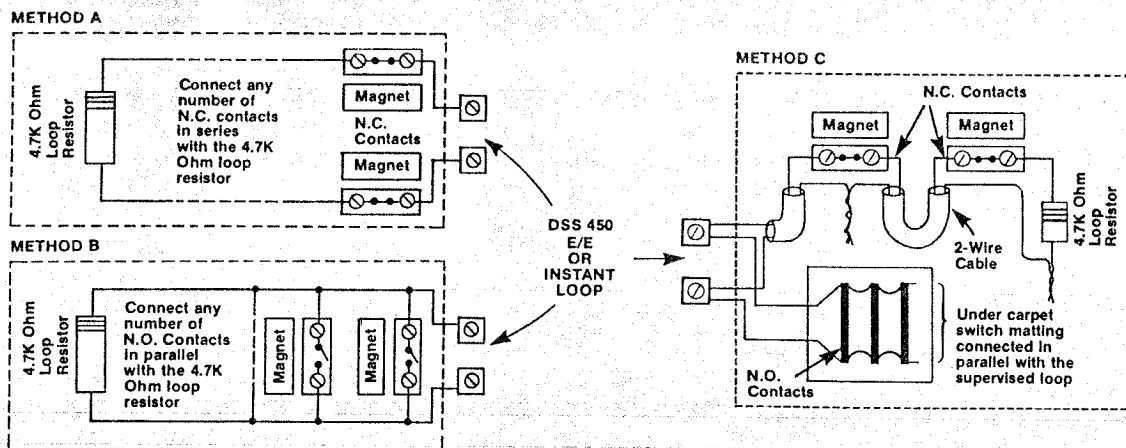 METHOD A
4.7K Ohm
Loop
Resistor
Connect any
number of
N.C. contacts
in series
with the 4.7K
Ohm loop
resistor
Magnet
N.C.
Contacts
Magnet
METHOD B
4.7K Ohm
Loop
Resistor
Connect any
number of
N.O. Contacts
in parallel
with the 4.7K
Ohm loop
resistor
Magnet
Magnet
DSS 450
E/E
OR
INSTANT
LOOP
METHOD C
N.C. Contacts
Magnet
Magnet
4.7K Ohm
Loop
Resistor
2-Wire
Cable
N.O.
Contacts
Under carpet
switch matting
connected in
parallel with the
supervised loop